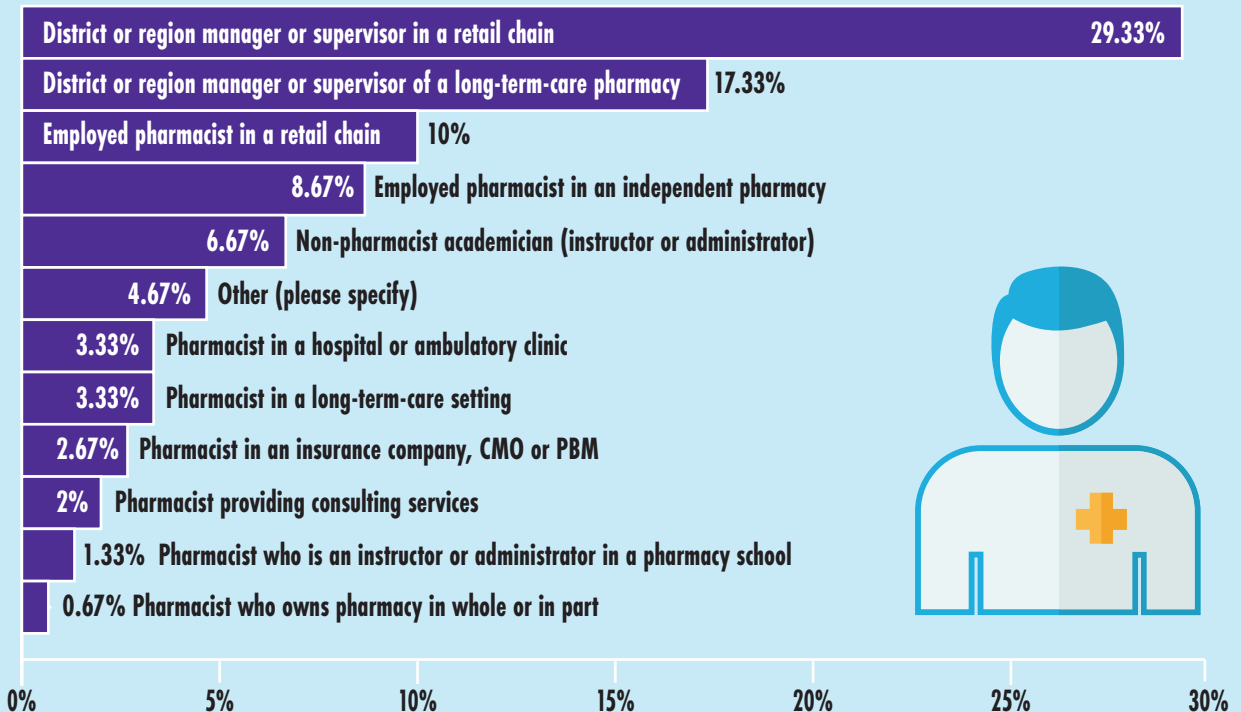 District or region manager or supervisor in a retail chain 29.33%
District or region manager or supervisor of a long-term-care pharmacy 17.33%
Employed pharmacist in a retail chain 10%
8.67% Employed pharmacist in an independent pharmacy
6.67% Non-pharmacist academician (instructor or administrator)
4.67% Other (please specify)
3.33% Pharmacist in a hospital or ambulatory clinic
3.33% Pharmacist in a long-term-care setting
2.67% Pharmacist in an insurance company, CMO or PBM
2% Pharmacist providing consulting services
1.33% Pharmacist who is an instructor or administrator in a pharmacy school
0.67% Pharmacist who owns pharmacy in whole or in part
0% 5% 10% 15% 20% 25% 30%